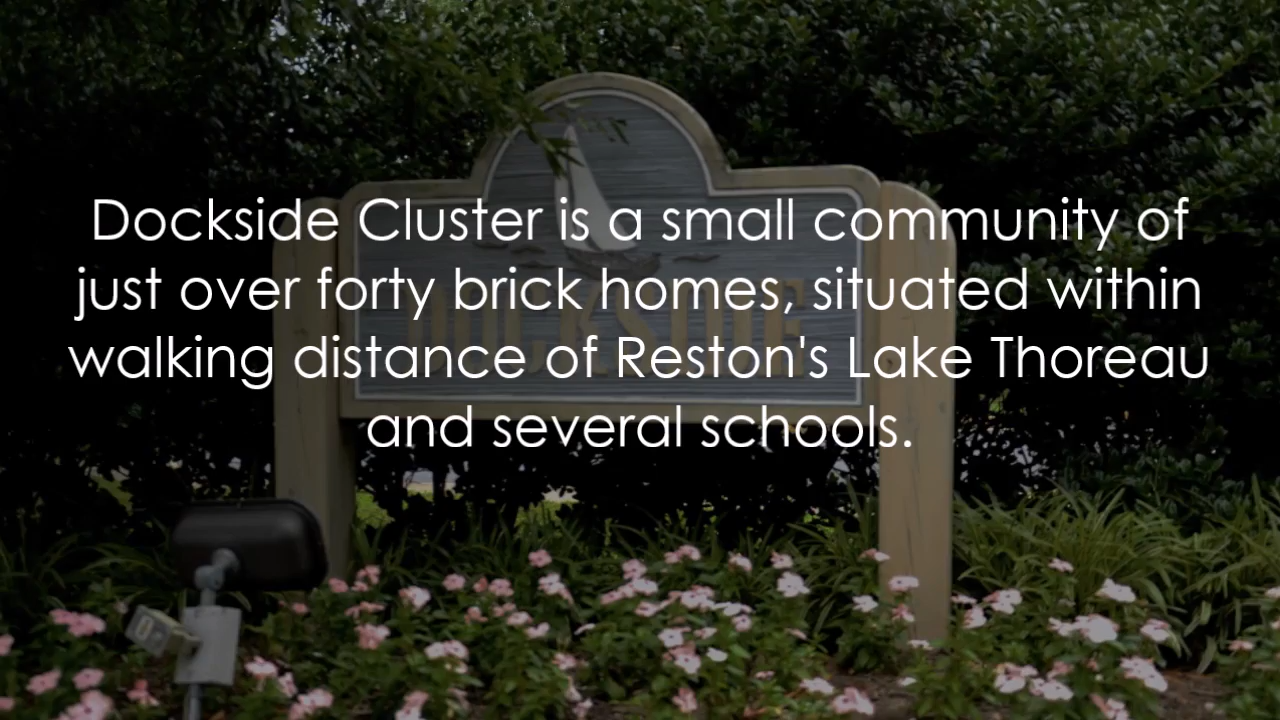 Dockside Cluster is a small community of
just over forty brick homes, situated within
walking distance of Reston's Lake Thoreau
and several schools.
DOCKSIDE